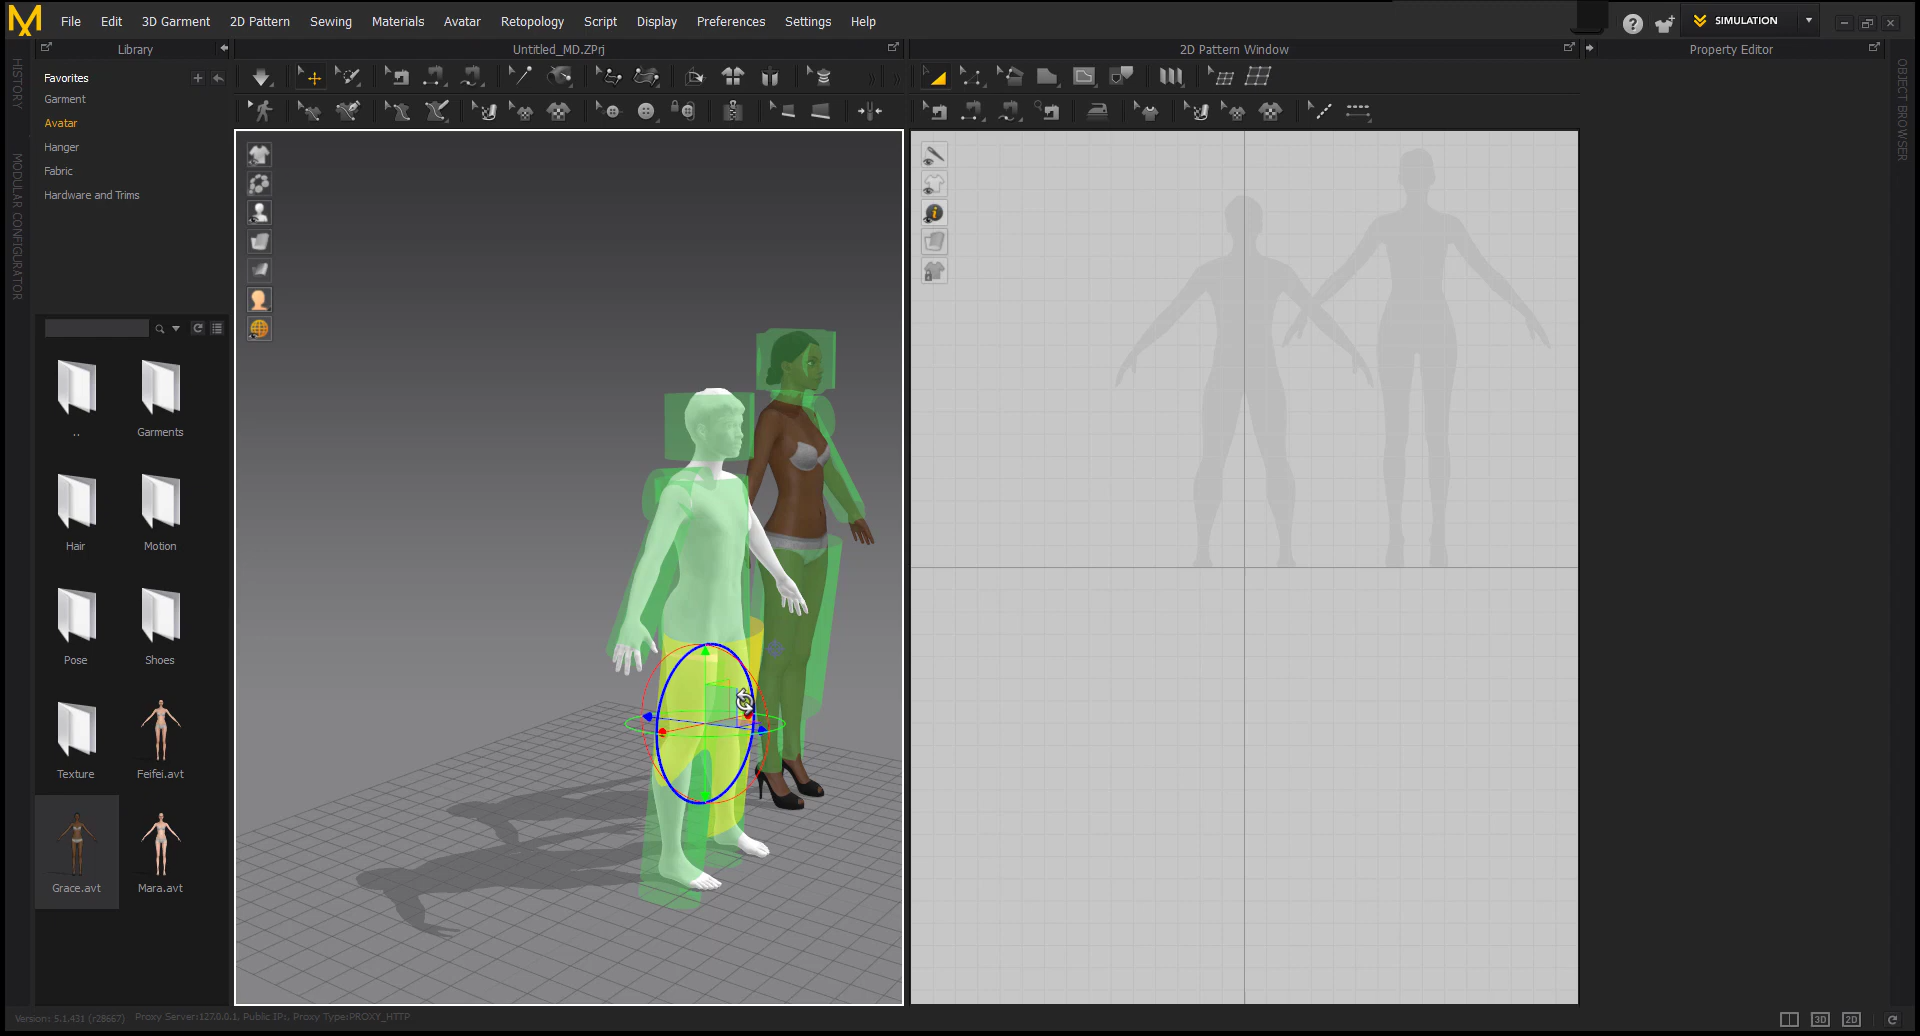 File Edit 3D Garment 2D Pattern Sewing Materials Avatar Retopology Script Display Preferences Settings Help
? SIMULATION
Library
Untitled_MD.ZPrj
2D Pattern Window
Property Editor
HISTORY
MODULAR CONFIGURATOR
OBJECT BROWSER
Favorites
Garment
Avatar
Hanger
Fabric
Hardware and Trims
..
Garments
Hair
Motion
Pose
Shoes
Texture
Feifei.avt
Grace.avt
Mara.avt
Version: 5.1.431 (r28667) Proxy Server:127.0.0.1, Public IPs, Proxy Type:PROXY_HTTP
3D 2D